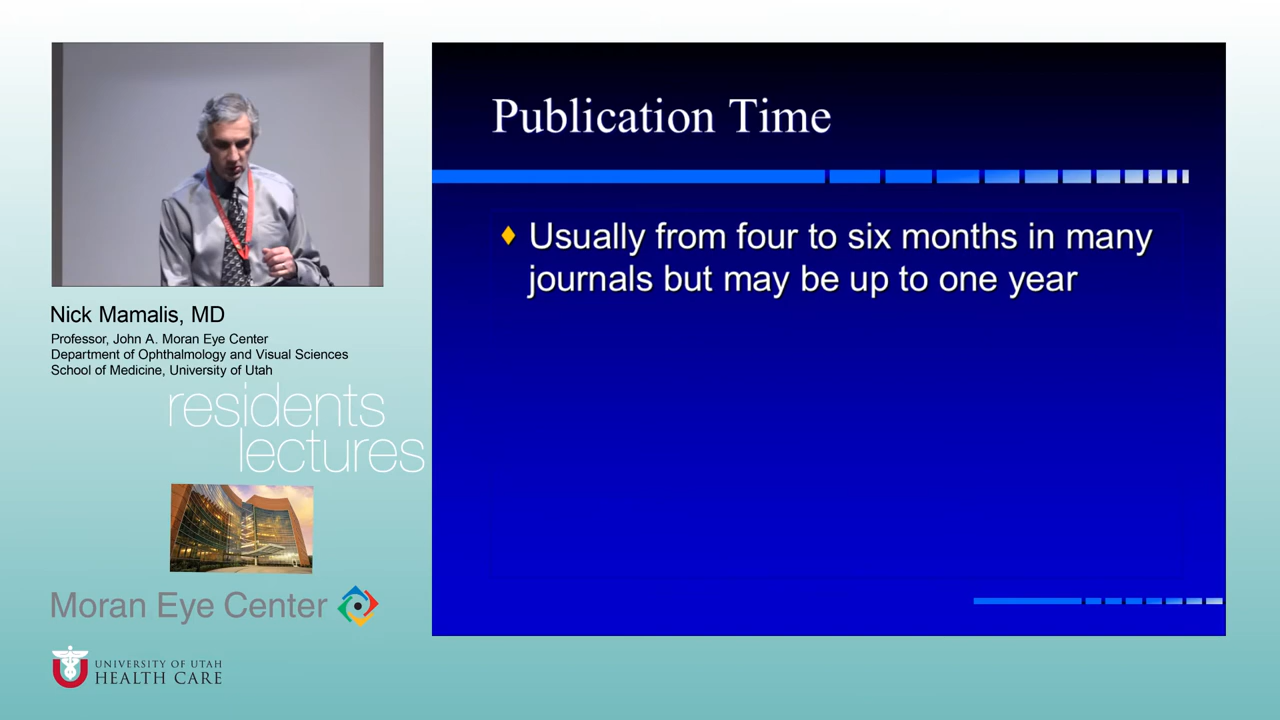 Publication Time
Usually from four to six months in many
journals but may be up to one year
Nick Mamalis, MD
Professor, John A. Moran Eye Center
Department of Ophthalmology and Visual Sciences
School of Medicine, University of Utah
residents
lectures
Moran Eye Center
UNIVERSITY OF UTAH
HEALTH CARE